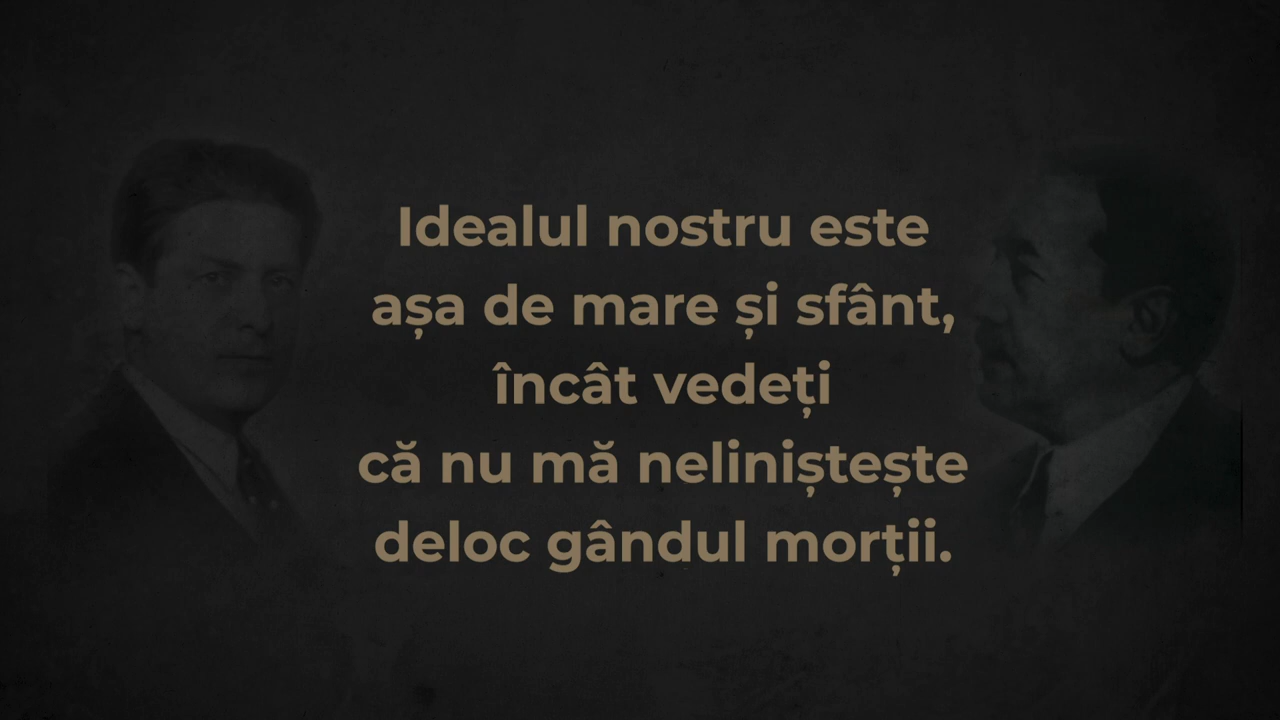 Idealul nostru este
așa de mare și sfânt,
încât vedeți
că nu mă neliniștește
deloc gândul morții.